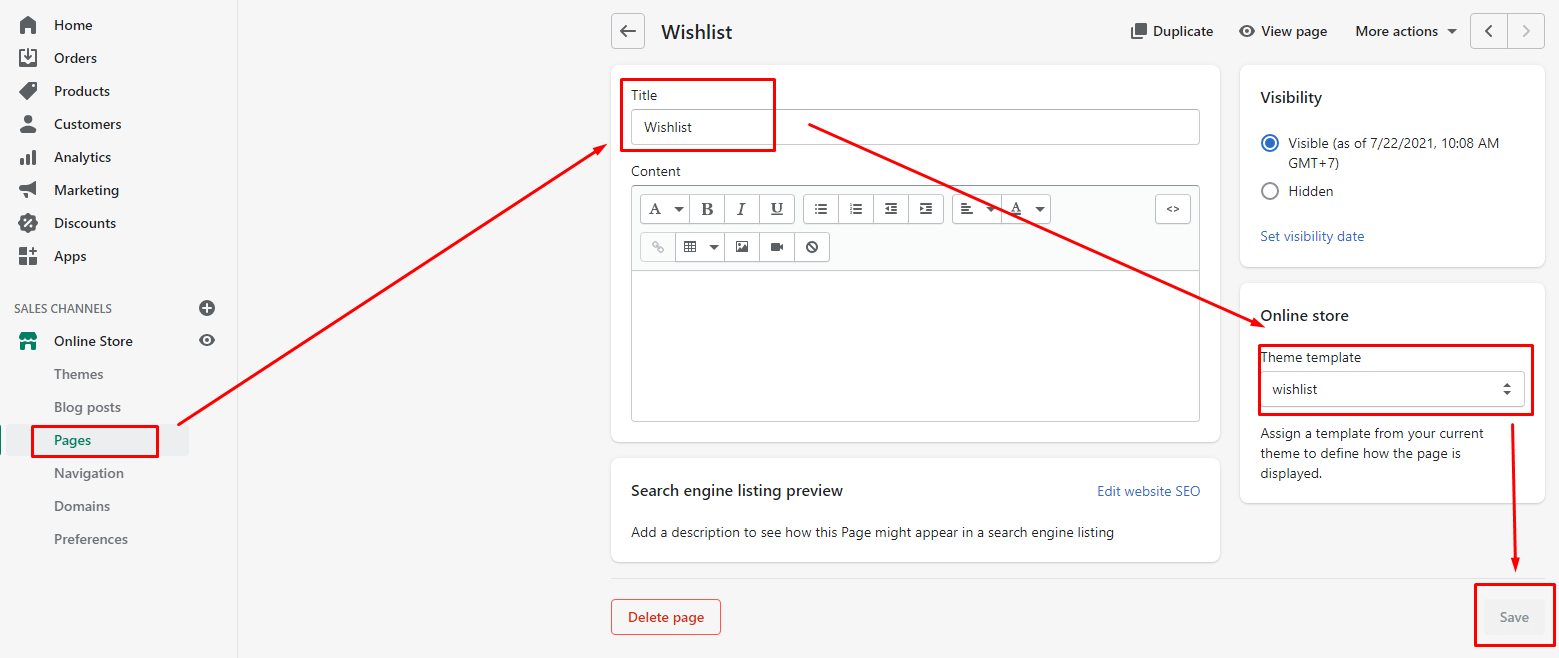 Home
Orders
Products
Customers
Analytics
Marketing
Discounts
Apps
SALES CHANNELS
Online Store
Themes
Blog posts
Pages
Navigation
Domains
Preferences
Wishlist
Duplicate
View page
More actions
Title
Wishlist
Content
A
B
I
U
A
<>
Search engine listing preview
Edit website SEO
Add a description to see how this Page might appear in a search engine listing
Delete page
Visibility
Visible (as of 7/22/2021, 10:08 AM
GMT+7)
Hidden
Set visibility date
Online store
Theme template
wishlist
Assign a template from your current
theme to define how the page is
displayed.
Save